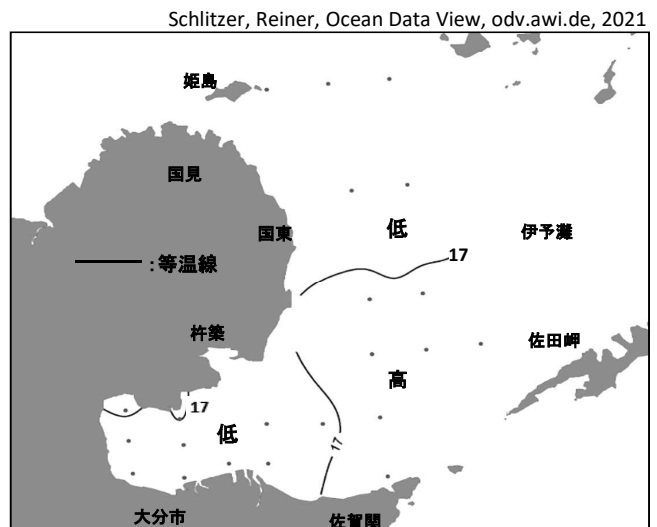 Schlitzer, Reiner, Ocean Data View, odv.awi.de, 2021
姫島
国見
国東
低
伊予灘
17
:等温線
杵築
佐田岬
高
17
低
17
大分市
佐賀関